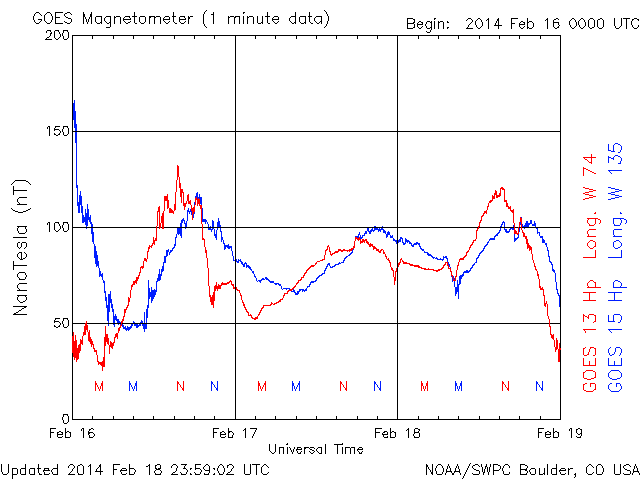 GOES Magnetometer (1 minute data)
Begin: 2014 Feb 16 0000 UTC
200
150
100
50
0
NanoTesla (nT)
M M N N M M N N M M N N
Feb 16 Feb 17 Feb 18 Feb 19
Universal Time
GOES 13 Hp Long. W 74
GOES 15 Hp Long. W 135
Updated 2014 Feb 18 23:59:02 UTC
NOAA/SWPC Boulder, CO USA